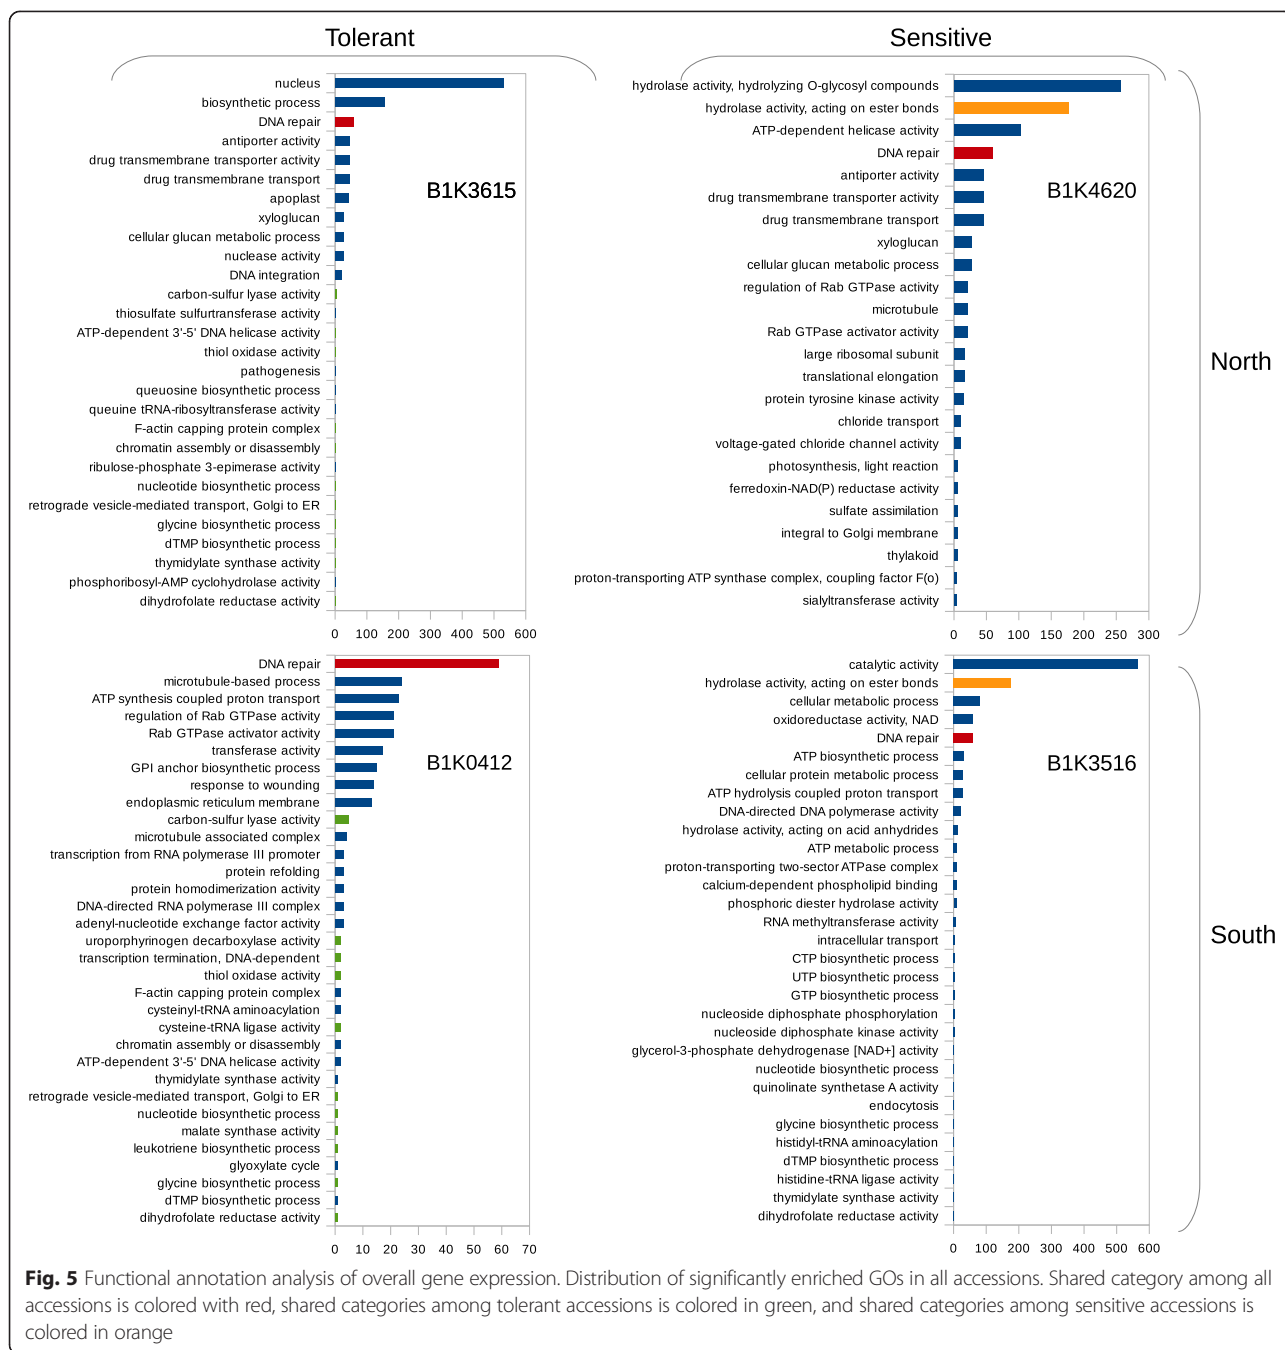 Tolerant
Sensitive
nucleus
biosynthetic process
DNA repair
antiporter activity
drug transmembrane transporter activity
drug transmembrane transport
apoplast
xyloglucan
cellular glucan metabolic process
nuclease activity
DNA integration
carbon-sulfur lyase activity
thiosulfate sulfurtransferase activity
ATP-dependent 3'-5' DNA helicase activity
thiol oxidase activity
pathogenesis
queuosine biosynthetic process
queuine tRNA-ribosyltransferase activity
F-actin capping protein complex
chromatin assembly or disassembly
ribulose-phosphate 3-epimerase activity
nucleotide biosynthetic process
retrograde vesicle-mediated transport, Golgi to ER
glycine biosynthetic process
dTMP biosynthetic process
thymidylate synthase activity
phosphoribosyl-AMP cyclohydrolase activity
dihydrofolate reductase activity
B1K3615
0 100 200 300 400 500 600
hydrolase activity, hydrolyzing O-glycosyl compounds
hydrolase activity, acting on ester bonds
ATP-dependent helicase activity
DNA repair
antiporter activity
drug transmembrane transporter activity
drug transmembrane transport
xyloglucan
cellular glucan metabolic process
regulation of Rab GTPase activity
microtubule
Rab GTPase activator activity
large ribosomal subunit
translational elongation
protein tyrosine kinase activity
chloride transport
voltage-gated chloride channel activity
photosynthesis, light reaction
ferredoxin-NAD(P) reductase activity
sulfate assimilation
integral to Golgi membrane
thylakoid
proton-transporting ATP synthase complex, coupling factor F(o)
sialyltransferase activity
B1K4620
0 50 100 150 200 250 300
North
DNA repair
microtubule-based process
ATP synthesis coupled proton transport
regulation of Rab GTPase activity
Rab GTPase activator activity
transferase activity
GPI anchor biosynthetic process
response to wounding
endoplasmic reticulum membrane
carbon-sulfur lyase activity
microtubule associated complex
transcription from RNA polymerase III promoter
protein refolding
protein homodimerization activity
DNA-directed RNA polymerase III complex
adenyl-nucleotide exchange factor activity
uroporphyrinogen decarboxylase activity
transcription termination, DNA-dependent
thiol oxidase activity
F-actin capping protein complex
cysteinyl-tRNA aminoacylation
cysteine-tRNA ligase activity
chromatin assembly or disassembly
ATP-dependent 3'-5' DNA helicase activity
thymidylate synthase activity
retrograde vesicle-mediated transport, Golgi to ER
nucleotide biosynthetic process
malate synthase activity
leukotriene biosynthetic process
glyoxylate cycle
glycine biosynthetic process
dTMP biosynthetic process
dihydrofolate reductase activity
B1K0412
0 10 20 30 40 50 60 70
catalytic activity
hydrolase activity, acting on ester bonds
cellular metabolic process
oxidoreductase activity, NAD
DNA repair
ATP biosynthetic process
cellular protein metabolic process
ATP hydrolysis coupled proton transport
DNA-directed DNA polymerase activity
hydrolase activity, acting on acid anhydrides
ATP metabolic process
proton-transporting two-sector ATPase complex
calcium-dependent phospholipid binding
phosphoric diester hydrolase activity
RNA methyltransferase activity
intracellular transport
CTP biosynthetic process
UTP biosynthetic process
GTP biosynthetic process
nucleoside diphosphate phosphorylation
nucleoside diphosphate kinase activity
glycerol-3-phosphate dehydrogenase [NAD+] activity
nucleotide biosynthetic process
quinolinate synthetase A activity
endocytosis
glycine biosynthetic process
histidyl-tRNA aminoacylation
dTMP biosynthetic process
histidine-tRNA ligase activity
thymidylate synthase activity
dihydrofolate reductase activity
B1K3516
0 100 200 300 400 500 600
South
Fig. 5 Functional annotation analysis of overall gene expression. Distribution of significantly enriched GOs in all accessions. Shared category among all
accessions is colored with red, shared categories among tolerant accessions is colored in green, and shared categories among sensitive accessions is
colored in orange